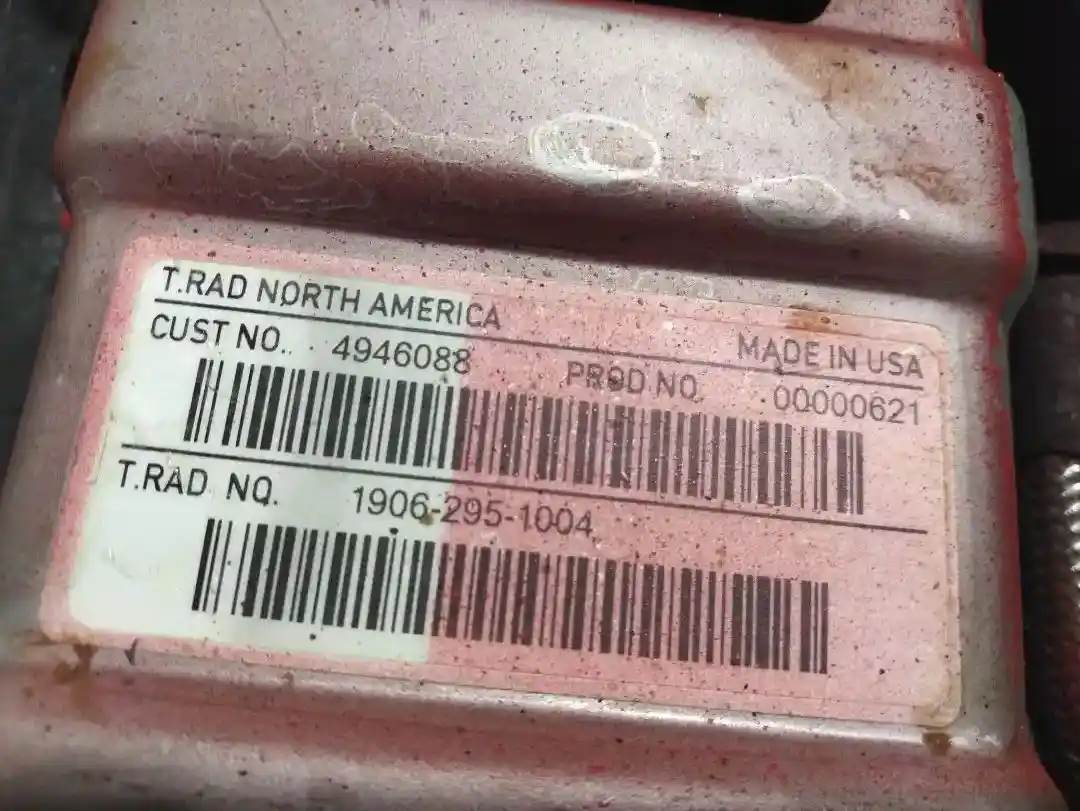 T.RAD NORTH AMERICA
MADE IN USA
CUST NO. 4946088
PROD NO. 00000621
T.RAD NO. 1906-295-1004